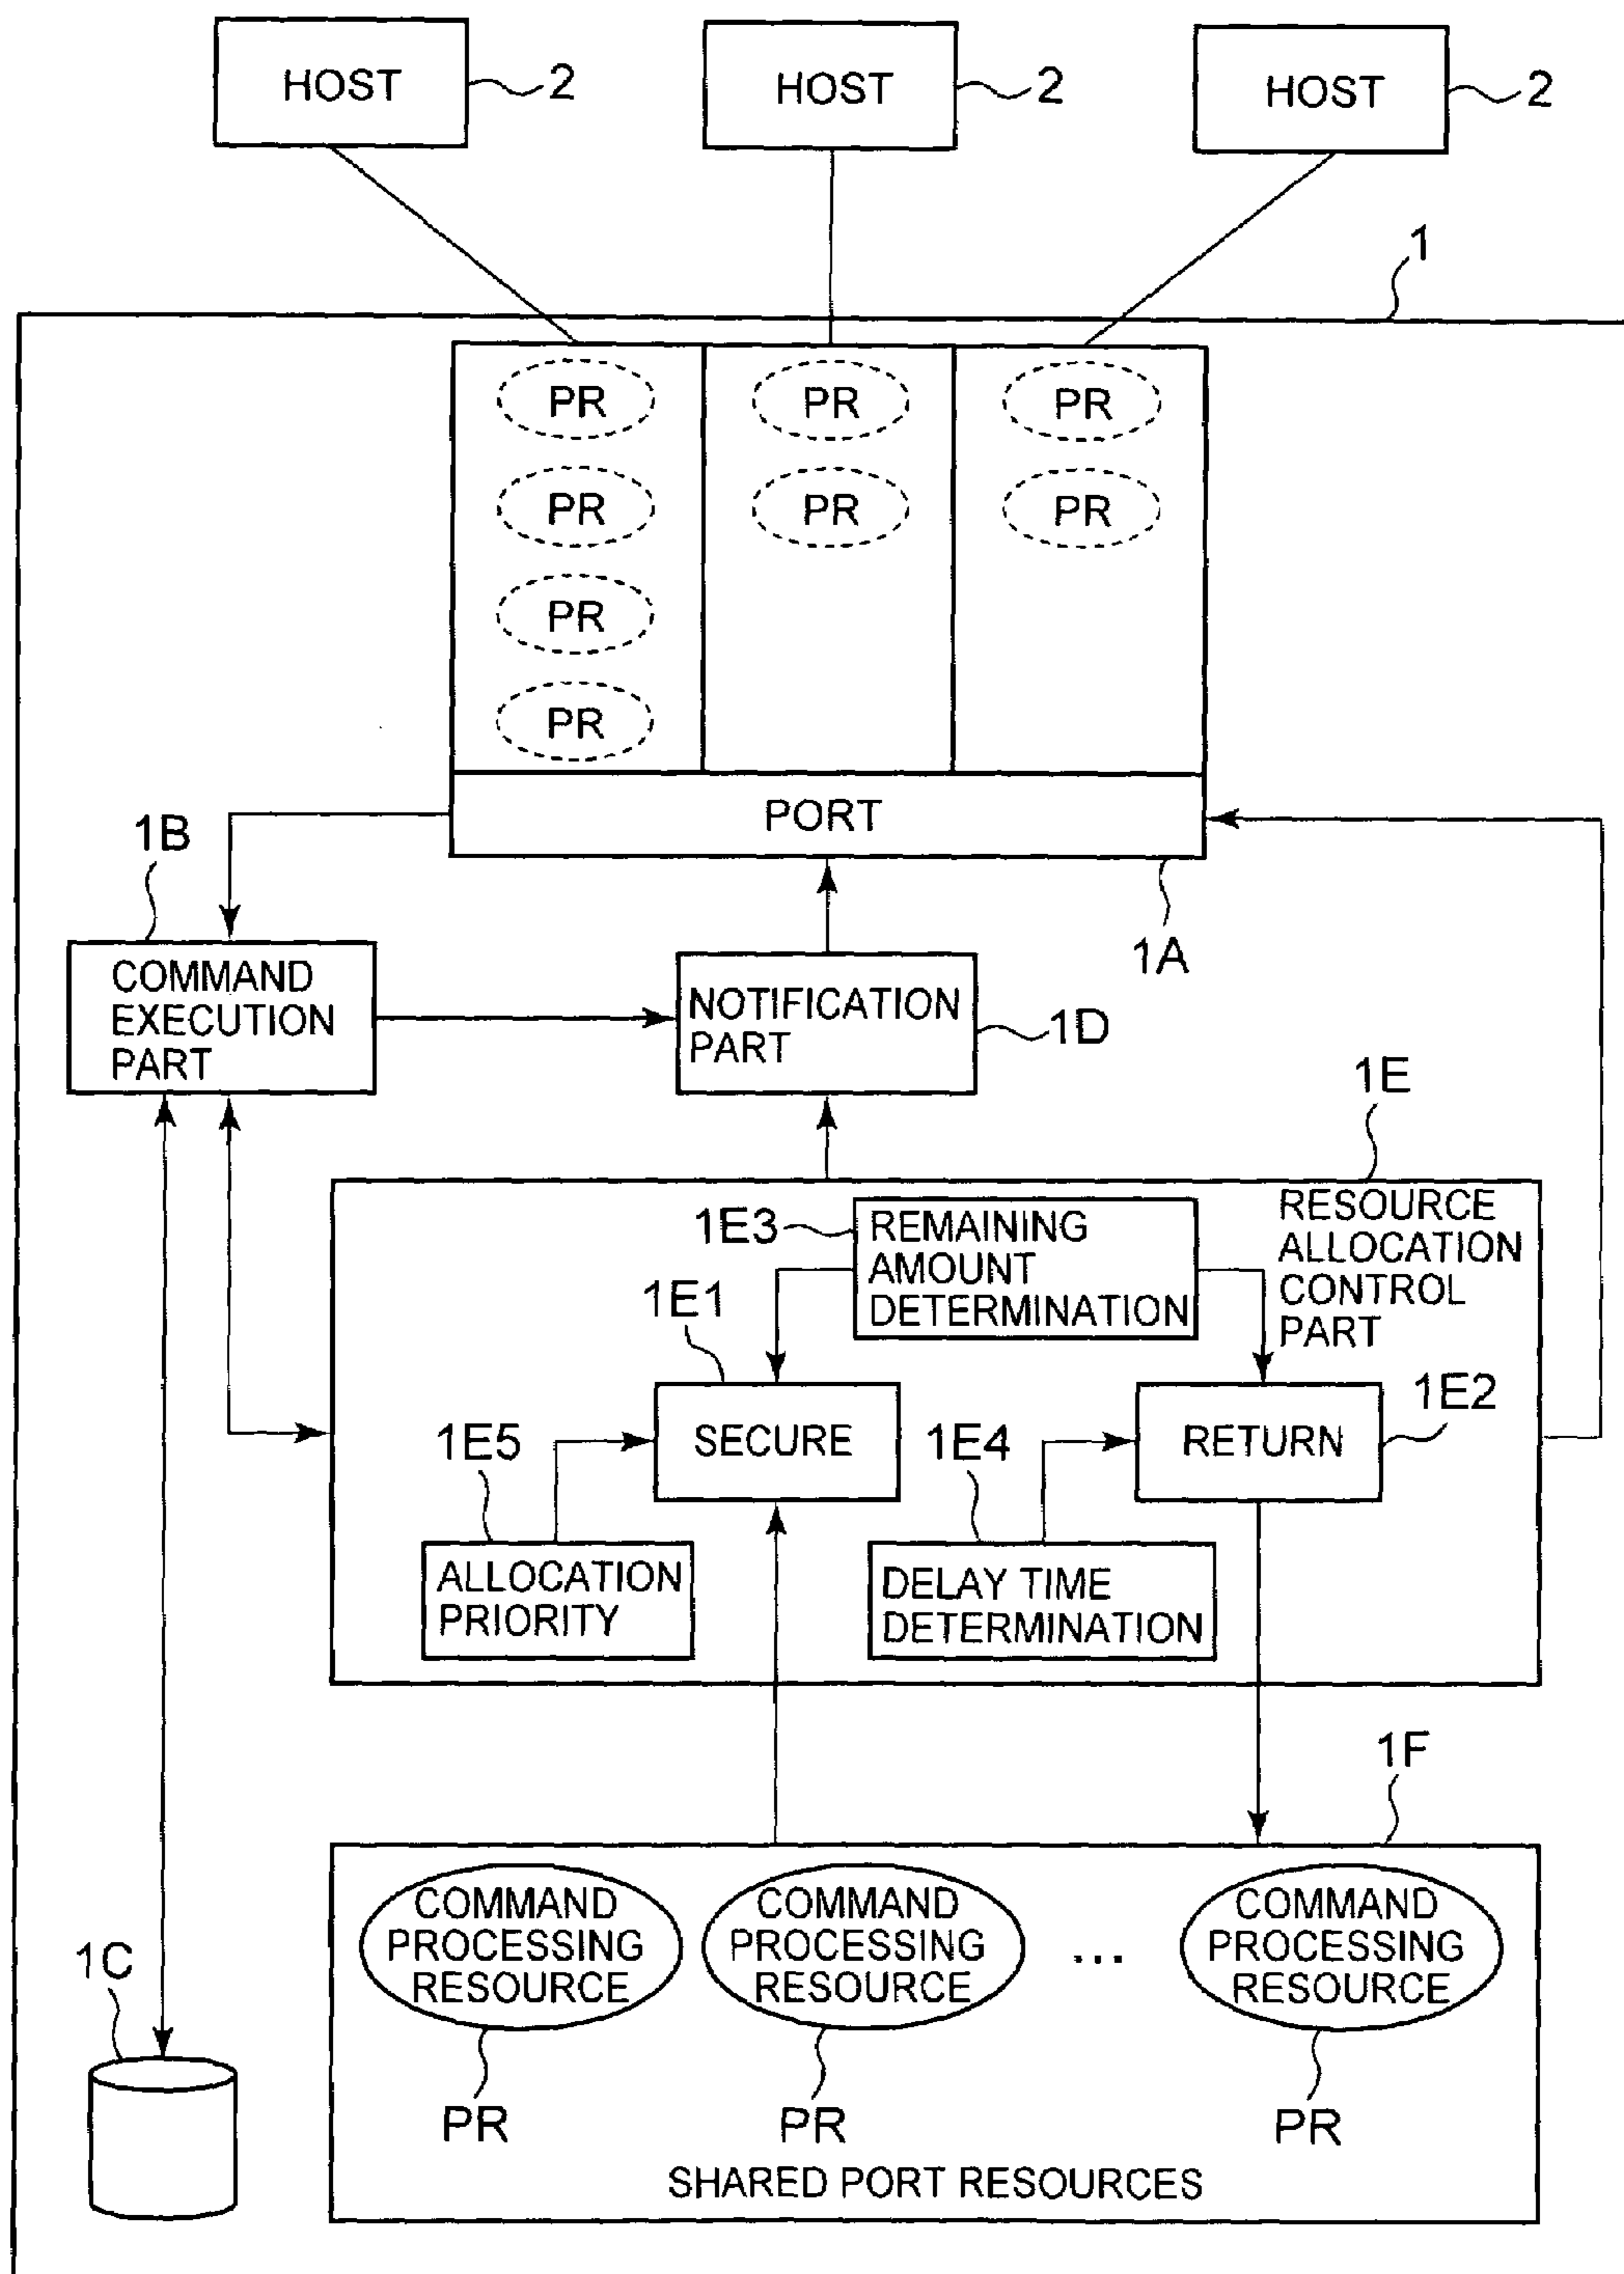 HOST
2
HOST
2
HOST
2
1
PR
PR
PR
PR
PR
PR
PR
PR
PORT
1A
1B
COMMAND
EXECUTION
PART
NOTIFICATION
PART
1D
1E
RESOURCE
ALLOCATION
CONTROL
PART
1E3
REMAINING
AMOUNT
DETERMINATION
1E1
SECURE
1E2
RETURN
1E5
ALLOCATION
PRIORITY
1E4
DELAY TIME
DETERMINATION
1F
COMMAND
PROCESSING
RESOURCE
COMMAND
PROCESSING
RESOURCE
...
COMMAND
PROCESSING
RESOURCE
PR
PR
PR
SHARED PORT RESOURCES
1C